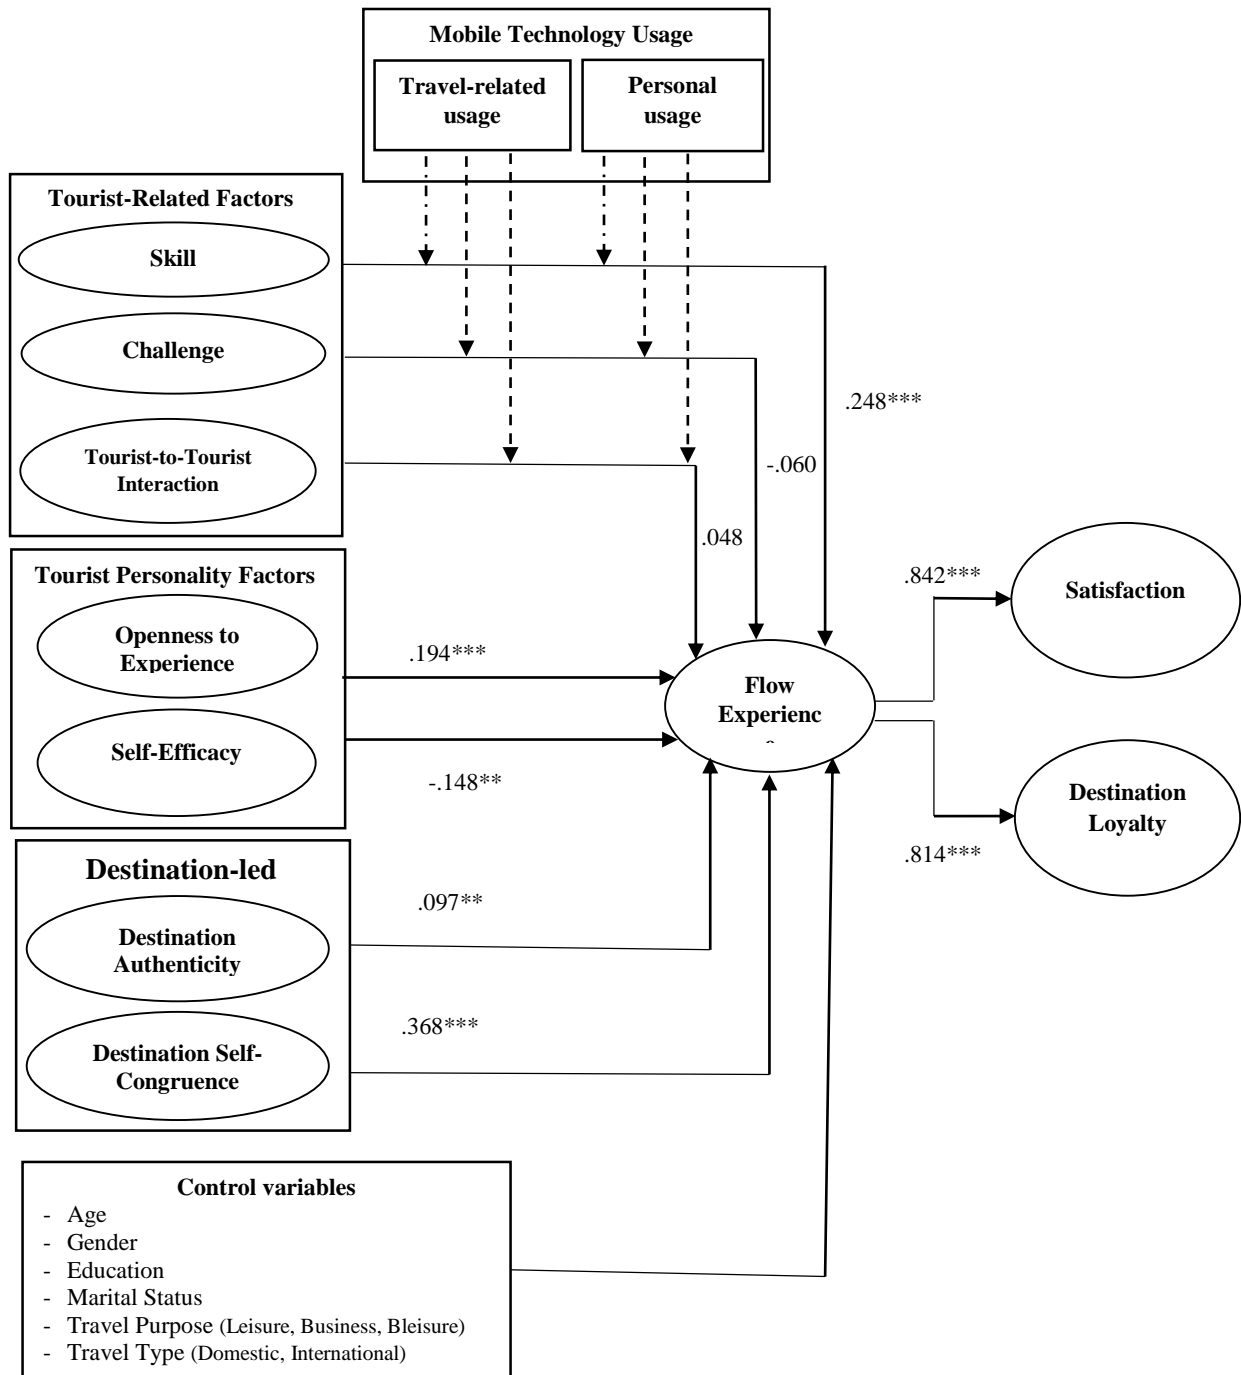 Mobile Technology Usage
Travel-related
usage
Personal
usage
Tourist-Related Factors
Skill
Challenge
Tourist-to-Tourist
Interaction
.248***
-.060
.048
Tourist Personality Factors
Openness to
Experience
Self-Efficacy
.194***
-.148**
Flow
Experienc
.842***
Satisfaction
Destination
Loyalty
.814***
Destination-led
Destination
Authenticity
Destination Self-
Congruence
.097**
.368***
Control variables
- Age
- Gender
- Education
- Marital Status
- Travel Purpose (Leisure, Business, Bleisure)
- Travel Type (Domestic, International)